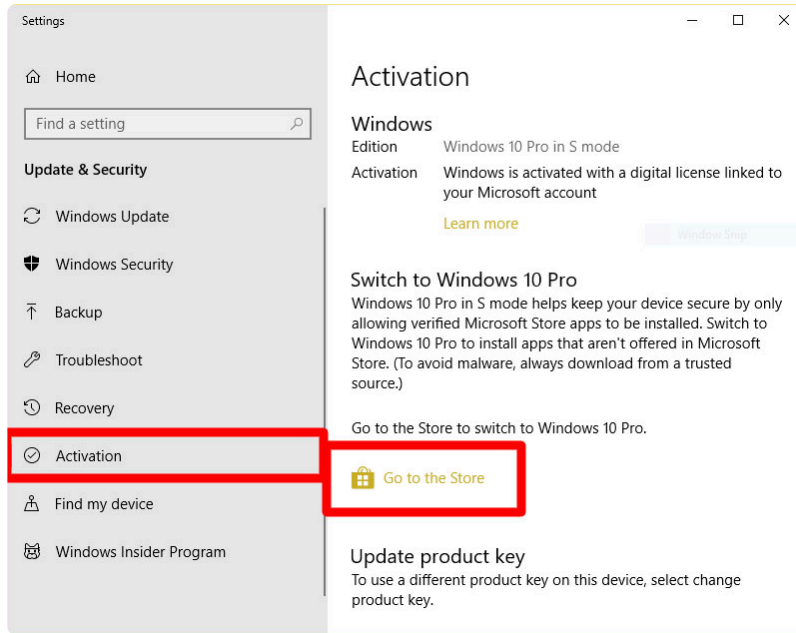 Settings
Home
Find a setting
Update & Security
Windows Update
Windows Security
Backup
Troubleshoot
Recovery
Activation
Find my device
Windows Insider Program
Activation
Windows
Edition Windows 10 Pro in S mode
Activation Windows is activated with a digital license linked to
your Microsoft account
Learn more
Window Snip
Switch to Windows 10 Pro
Windows 10 Pro in S mode helps keep your device secure by only
allowing verified Microsoft Store apps to be installed. Switch to
Windows 10 Pro to install apps that aren't offered in Microsoft
Store. (To avoid malware, always download from a trusted
source.)
Go to the Store to switch to Windows 10 Pro.
Go to the Store
Update product key
To use a different product key on this device, select change
product key.